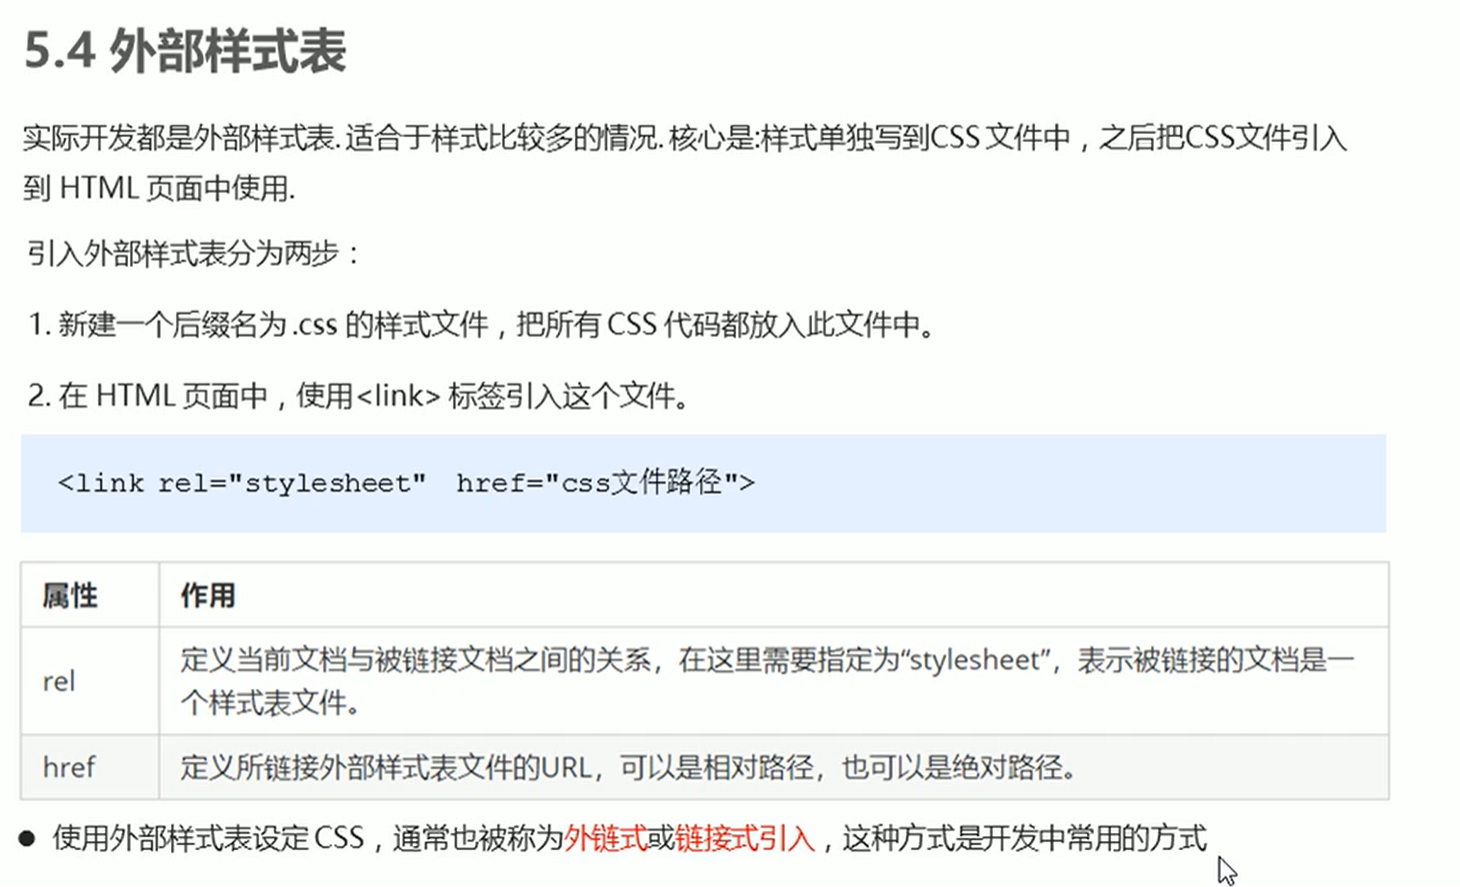 5.4 外部样式表
实际开发都是外部样式表. 适合于样式比较多的情况. 核心是:样式单独写到CSS 文件中，之后把CSS文件引入
到 HTML 页面中使用.
引入外部样式表分为两步：
1. 新建一个后缀名为 .css 的样式文件，把所有 CSS 代码都放入此文件中。
2. 在 HTML 页面中，使用<link> 标签引入这个文件。
<link rel="stylesheet"  href="css文件路径">
属性 作用
rel 定义当前文档与被链接文档之间的关系，在这里需要指定为“stylesheet”，表示被链接的文档是一
个样式表文件。
href 定义所链接外部样式表文件的URL，可以是相对路径，也可以是绝对路径。
● 使用外部样式表设定 CSS，通常也被称为外链式或链接式引入，这种方式是开发中常用的方式